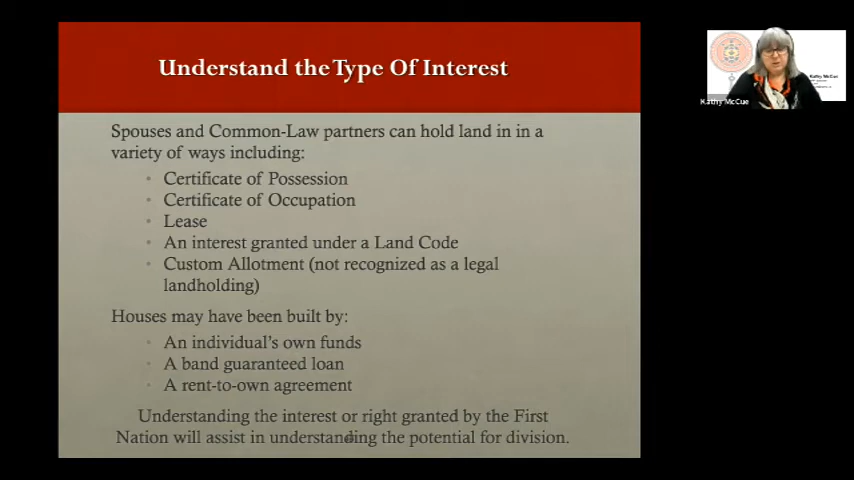 Understand the Type Of Interest
Spouses and Common-Law partners can hold land in in a
variety of ways including:
• Certificate of Possession
• Certificate of Occupation
• Lease
• An interest granted under a Land Code
• Custom Allotment (not recognized as a legal
landholding)
Houses may have been built by:
• An individual's own funds
• A band guaranteed loan
• A rent-to-own agreement
Understanding the interest or right granted by the First
Nation will assist in understanding the potential for division.
Kathy McCue
Kathy McCue